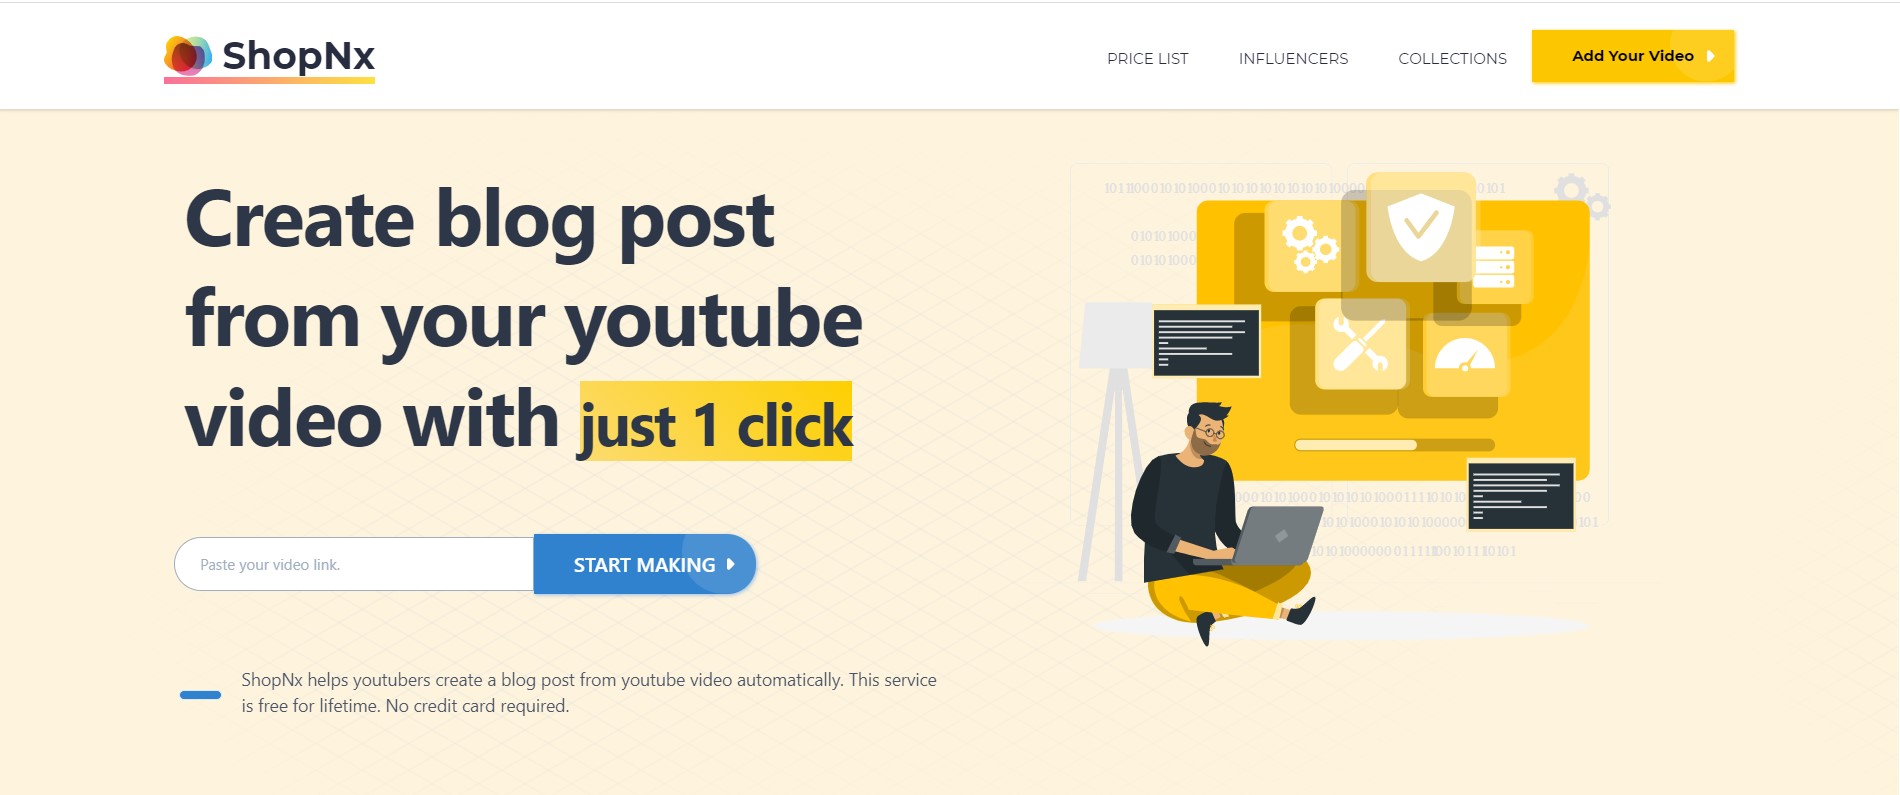 ShopNx
PRICE LIST
INFLUENCERS
COLLECTIONS
Add Your Video
Create blog post
from your youtube
video with just 1 click
Paste your video link.
START MAKING
ShopNx helps youtubers create a blog post from youtube video automatically. This service
is free for lifetime. No credit card required.